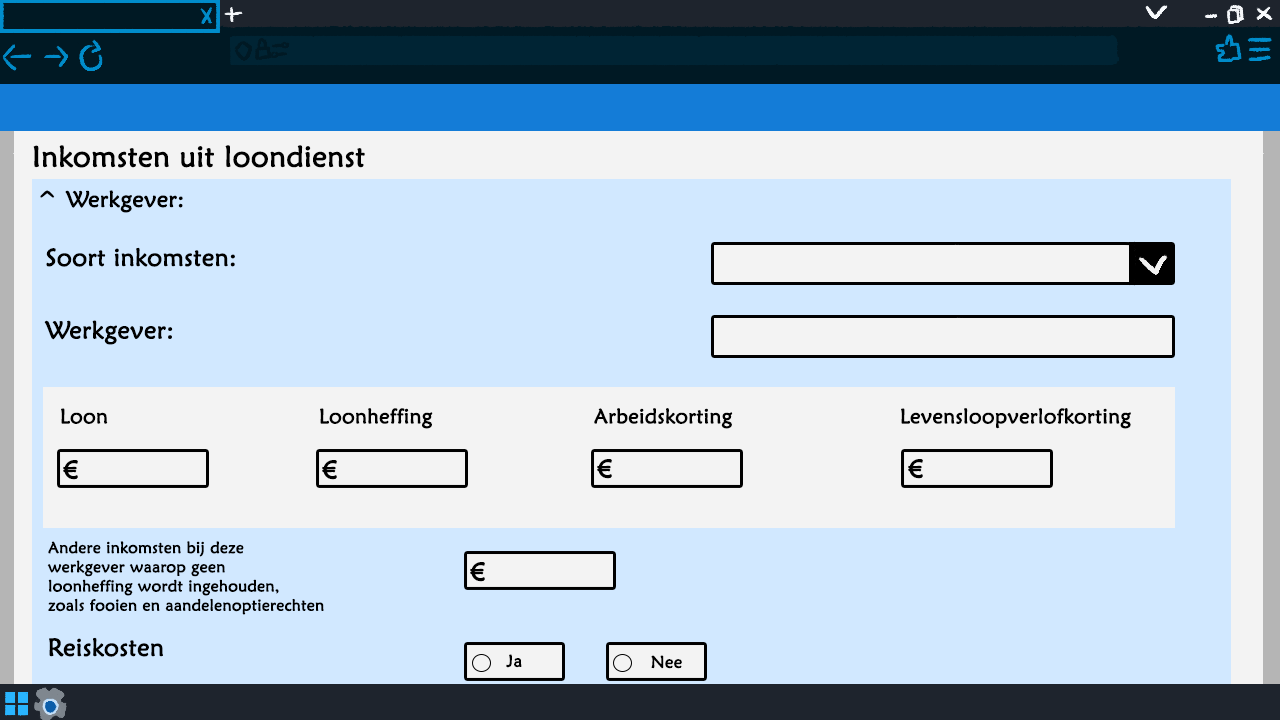 Inkomsten uit loondienst
^ Werkgever:
Soort inkomsten:
Werkgever:
Loon Loonheffing Arbeidskorting Levensloopverlofkorting
€ € € €
Andere inkomsten bij deze
werkgever waarop geen
loonheffing wordt ingehouden,
zoals fooien en aandelenoptierechten
€
Reiskosten Ja Nee